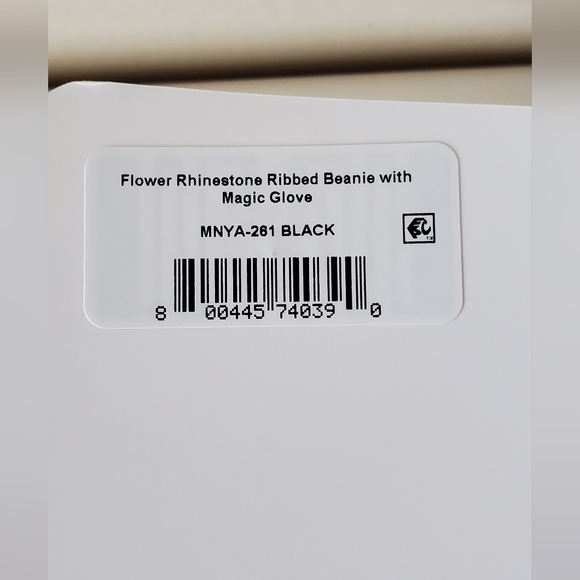 Flower Rhinestone Ribbed Beanie with
Magic Glove
MNYA-261 BLACK
8 00445 74039 0